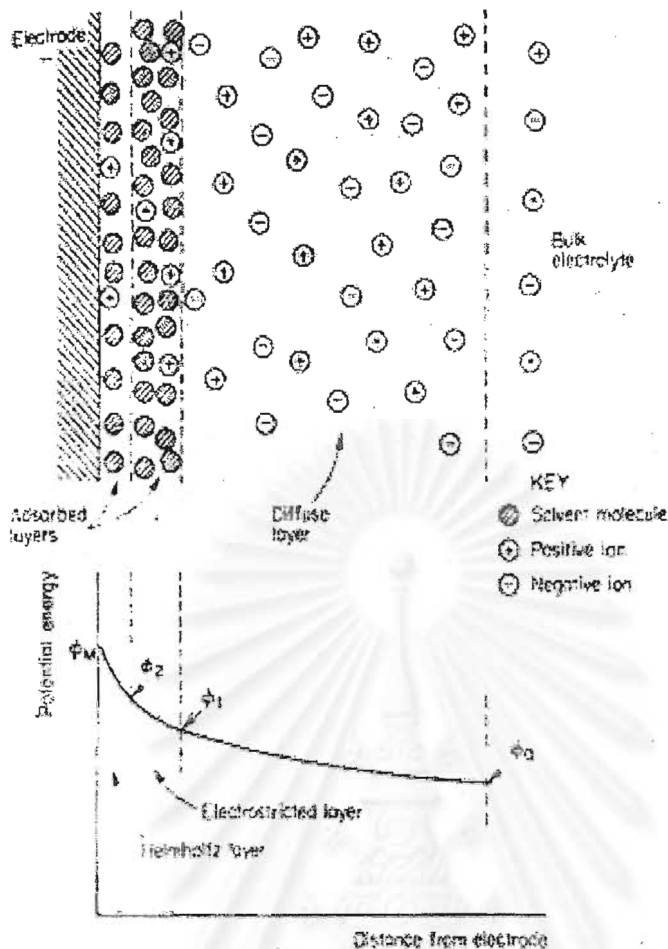 Electrode
Bulk
electrolyte
Adsorbed
layers
Diffuse
layer
KEY
Solvent molecule
Positive ion
Negative ion
Potential energy
ϕM
ϕ2
ϕ1
Electrostricted layer
Helmholtz layer
Distance from electrode